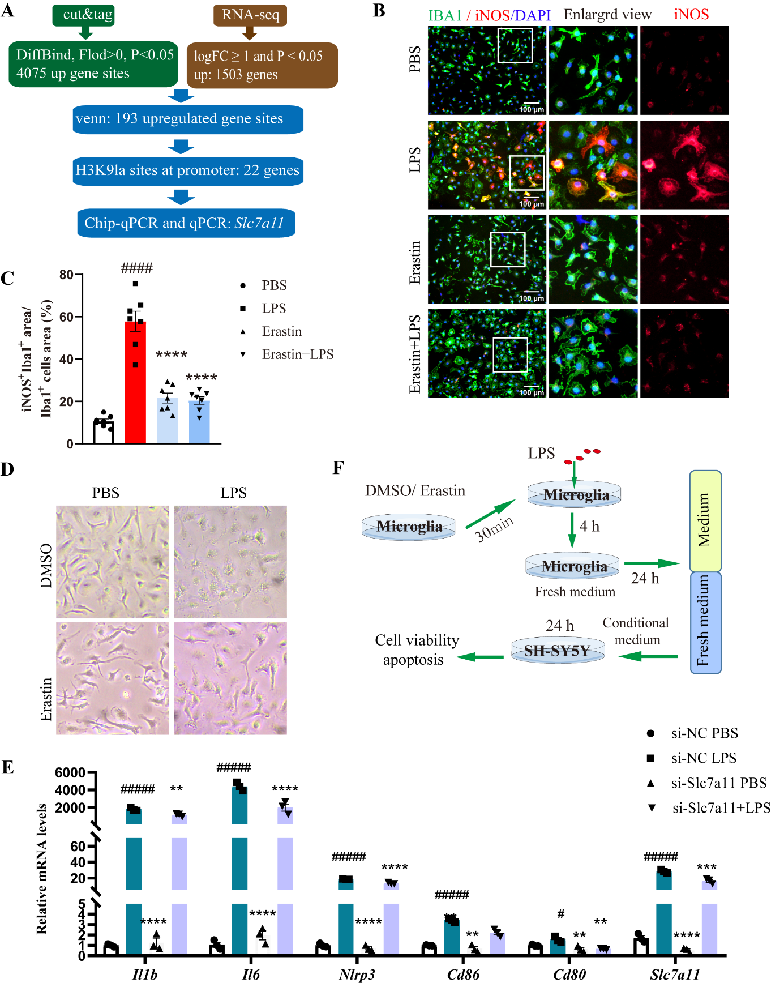 A
cut&tag
RNA-seq
DiffBind, Flod>0, P<0.05
4075 up gene sites
logFC ≥ 1 and P < 0.05
up: 1503 genes
venn: 193 upregulated gene sites
H3K9la sites at promoter: 22 genes
Chip-qPCR and qPCR: Slc7a11
B
IBA1 / iNOS/DAPI
Enlargrd view
iNOS
PBS
100 µm
LPS
100 µm
Erastin
100 µm
Erastin+LPS
100 µm
C
iNOS+Iba1+ area/
Iba1+ cells area (%)
80
60
40
20
0
####
****
****
PBS
LPS
Erastin
Erastin+LPS
D
PBS
LPS
DMSO
Erastin
F
LPS
DMSO/ Erastin
Microglia
30min
Microglia
4 h
Microglia
Fresh medium
24 h
Medium
Fresh medium
Conditional
medium
24 h
SH-SY5Y
Cell viability
apoptosis
E
si-NC PBS
si-NC LPS
si-Slc7a11 PBS
si-Slc7a11+LPS
Relative mRNA levels
6000
4000
2000
60
40
20
5
4
3
2
1
0
#####
**
****
#####
****
****
#####
****
****
#####
**
**
#
**
**
#####
***
****
Il1b
Il6
Nlrp3
Cd86
Cd80
Slc7a11